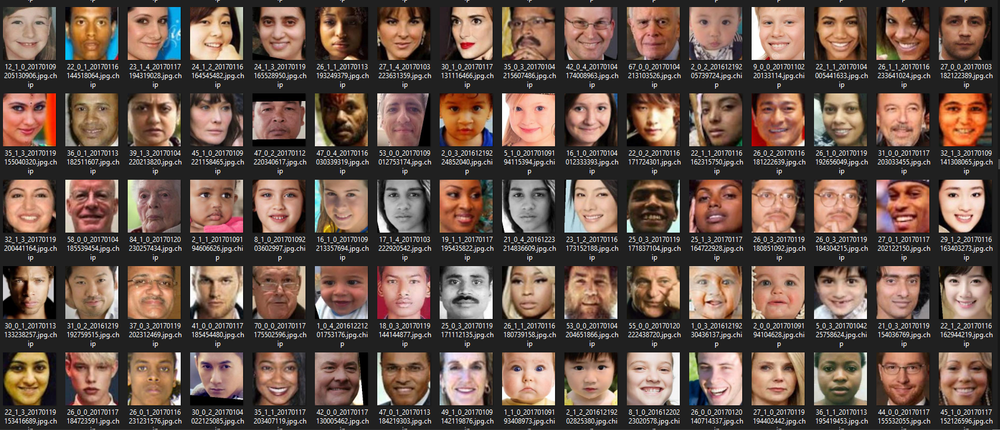 12_1_0_20170109
205130906.jpg.ch
ip
22_0_1_20170116
144518064.jpg.ch
ip
23_1_4_20170117
194319028.jpg.ch
ip
24_1_2_20170116
164545482.jpg.ch
ip
24_1_3_20170119
165528950.jpg.ch
ip
26_1_1_20170113
193249379.jpg.ch
ip
27_1_4_20170103
223631359.jpg.ch
ip
30_1_0_20170117
131116466.jpg.ch
ip
35_0_3_20170104
215607486.jpg.ch
ip
42_0_4_20170104
174008963.jpg.ch
ip
67_0_0_20170104
213103526.jpg.ch
ip
2_0_2_201612192
05739724.jpg.chi
p
9_0_0_201701102
20133114.jpg.chi
p
22_1_1_20170104
005441633.jpg.ch
ip
26_1_1_20170116
233641024.jpg.ch
ip
27_0_0_20170103
182122389.jpg.ch
ip
35_1_3_20170119
155040320.jpg.ch
ip
36_0_1_20170113
182511607.jpg.ch
ip
39_1_3_20170104
220213820.jpg.ch
ip
45_1_0_20170109
221158465.jpg.ch
ip
47_0_2_20170112
220340617.jpg.ch
ip
47_0_4_20170116
030339319.jpg.ch
ip
53_0_0_20170109
012753174.jpg.ch
ip
2_0_3_201612192
24852040.jpg.chi
p
5_1_0_201701091
94115394.jpg.chi
p
16_1_0_20170104
012333393.jpg.ch
ip
22_0_2_20170116
171724301.jpg.ch
ip
22_1_1_20170116
162315750.jpg.ch
ip
26_0_2_20170116
181222639.jpg.ch
ip
26_1_0_20170119
192656049.jpg.ch
ip
31_0_0_20170117
203033455.jpg.ch
ip
32_1_3_20170109
141308065.jpg.ch
ip
32_1_3_20170119
200441164.jpg.ch
ip
58_0_0_20170104
185539454.jpg.ch
ip
84_1_0_20170120
230257434.jpg.ch
ip
2_1_1_201701091
94606626.jpg.chi
p
8_1_0_201701092
03602997.jpg.chi
p
16_1_0_20170109
213357694.jpg.ch
ip
17_1_4_20170103
222920542.jpg.ch
ip
19_1_1_20170117
195435822.jpg.ch
ip
21_0_4_20161223
214836609.jpg.ch
ip
23_1_2_20170116
173152188.jpg.ch
ip
25_0_3_20170119
171837104.jpg.ch
ip
25_1_3_20170117
164722928.jpg.ch
ip
26_0_3_20170119
180851092.jpg.ch
ip
26_0_3_20170119
184304215.jpg.ch
ip
27_0_1_20170117
202122150.jpg.ch
ip
29_1_2_20170116
163403273.jpg.ch
ip
30_0_1_20170113
133238257.jpg.ch
ip
31_0_2_20161219
192759515.jpg.ch
ip
37_0_3_20170119
202312469.jpg.ch
ip
41_0_0_20170117
185454480.jpg.ch
ip
70_0_0_20170117
175502596.jpg.ch
ip
1_0_4_201612212
01753176.jpg.chi
p
18_0_3_20170119
144144877.jpg.ch
ip
25_0_3_20170119
171112135.jpg.ch
ip
26_1_1_20170116
180739158.jpg.ch
ip
53_0_0_20170104
204651866.jpg.ch
ip
55_0_0_20170120
222438720.jpg.ch
ip
1_0_3_201612192
30436137.jpg.chi
p
2_0_0_201701091
94104628.jpg.chi
p
5_0_3_201701042
25758624.jpg.chi
p
21_0_3_20170119
154036769.jpg.ch
ip
22_1_2_20170116
162944219.jpg.ch
ip
22_1_3_20170119
153416689.jpg.ch
ip
26_0_0_20170117
184723591.jpg.ch
ip
26_0_1_20170116
231231576.jpg.ch
ip
30_0_2_20170104
022125085.jpg.ch
ip
35_1_1_20170117
203407119.jpg.ch
ip
42_0_0_20170117
130005462.jpg.ch
ip
47_0_1_20170113
184219303.jpg.ch
ip
49_1_0_20170109
142119876.jpg.ch
ip
1_1_0_201701091
93408973.jpg.chi
p
2_1_2_201612192
02825380.jpg.chi
p
8_1_0_201612202
23020578.jpg.chi
p
26_0_0_20170120
140714337.jpg.ch
ip
27_1_0_20170119
194402442.jpg.ch
ip
36_1_1_20170113
195419453.jpg.ch
ip
44_0_0_20170117
155532055.jpg.ch
ip
45_1_0_20170117
152126596.jpg.ch
ip